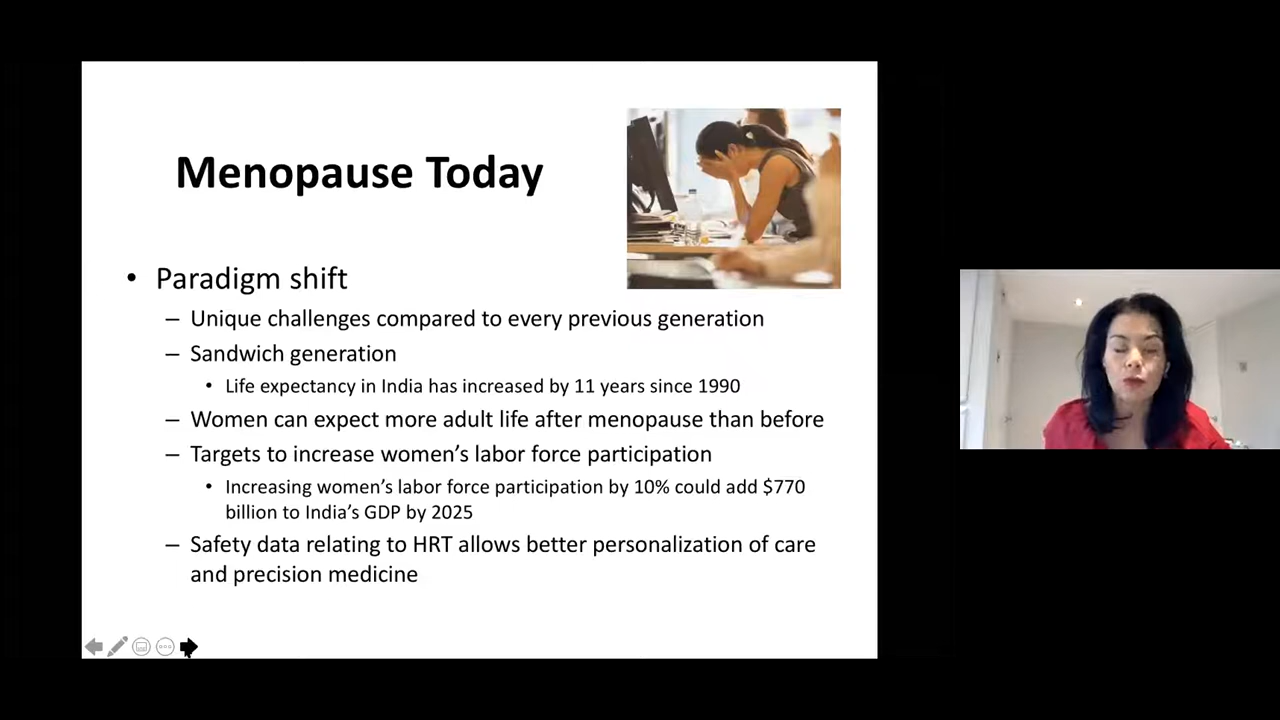 Menopause Today
• Paradigm shift
– Unique challenges compared to every previous generation
– Sandwich generation
• Life expectancy in India has increased by 11 years since 1990
– Women can expect more adult life after menopause than before
– Targets to increase women’s labor force participation
• Increasing women’s labor force participation by 10% could add $770
billion to India’s GDP by 2025
– Safety data relating to HRT allows better personalization of care
and precision medicine